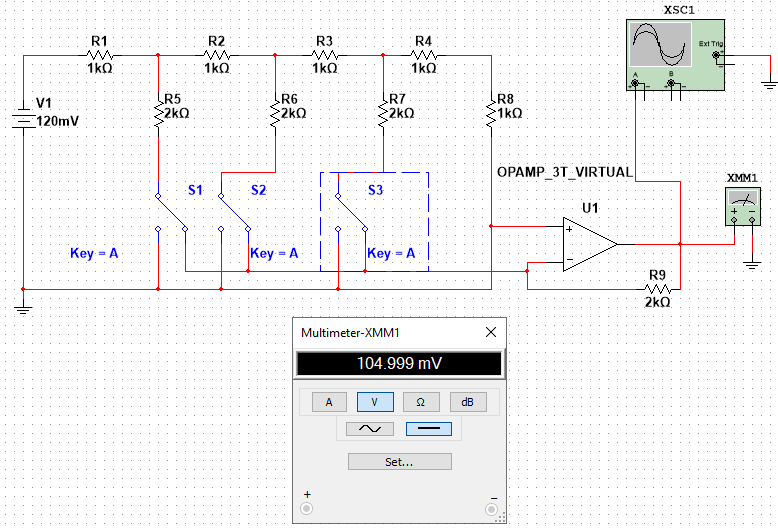 XSC1
Ext Trig
+
_
A
B
+ _ + _
R1
1kΩ
R2
1kΩ
R3
1kΩ
R4
1kΩ
V1
120mV
R5
2kΩ
R6
2kΩ
R7
2kΩ
R8
1kΩ
S1
S2
S3
Key = A
Key = A
Key = A
OPAMP_3T_VIRTUAL
U1
+
−
XMM1
+ −
R9
2kΩ
Multimeter-XMM1
104.999 mV
A V Ω dB
Set...
+ −